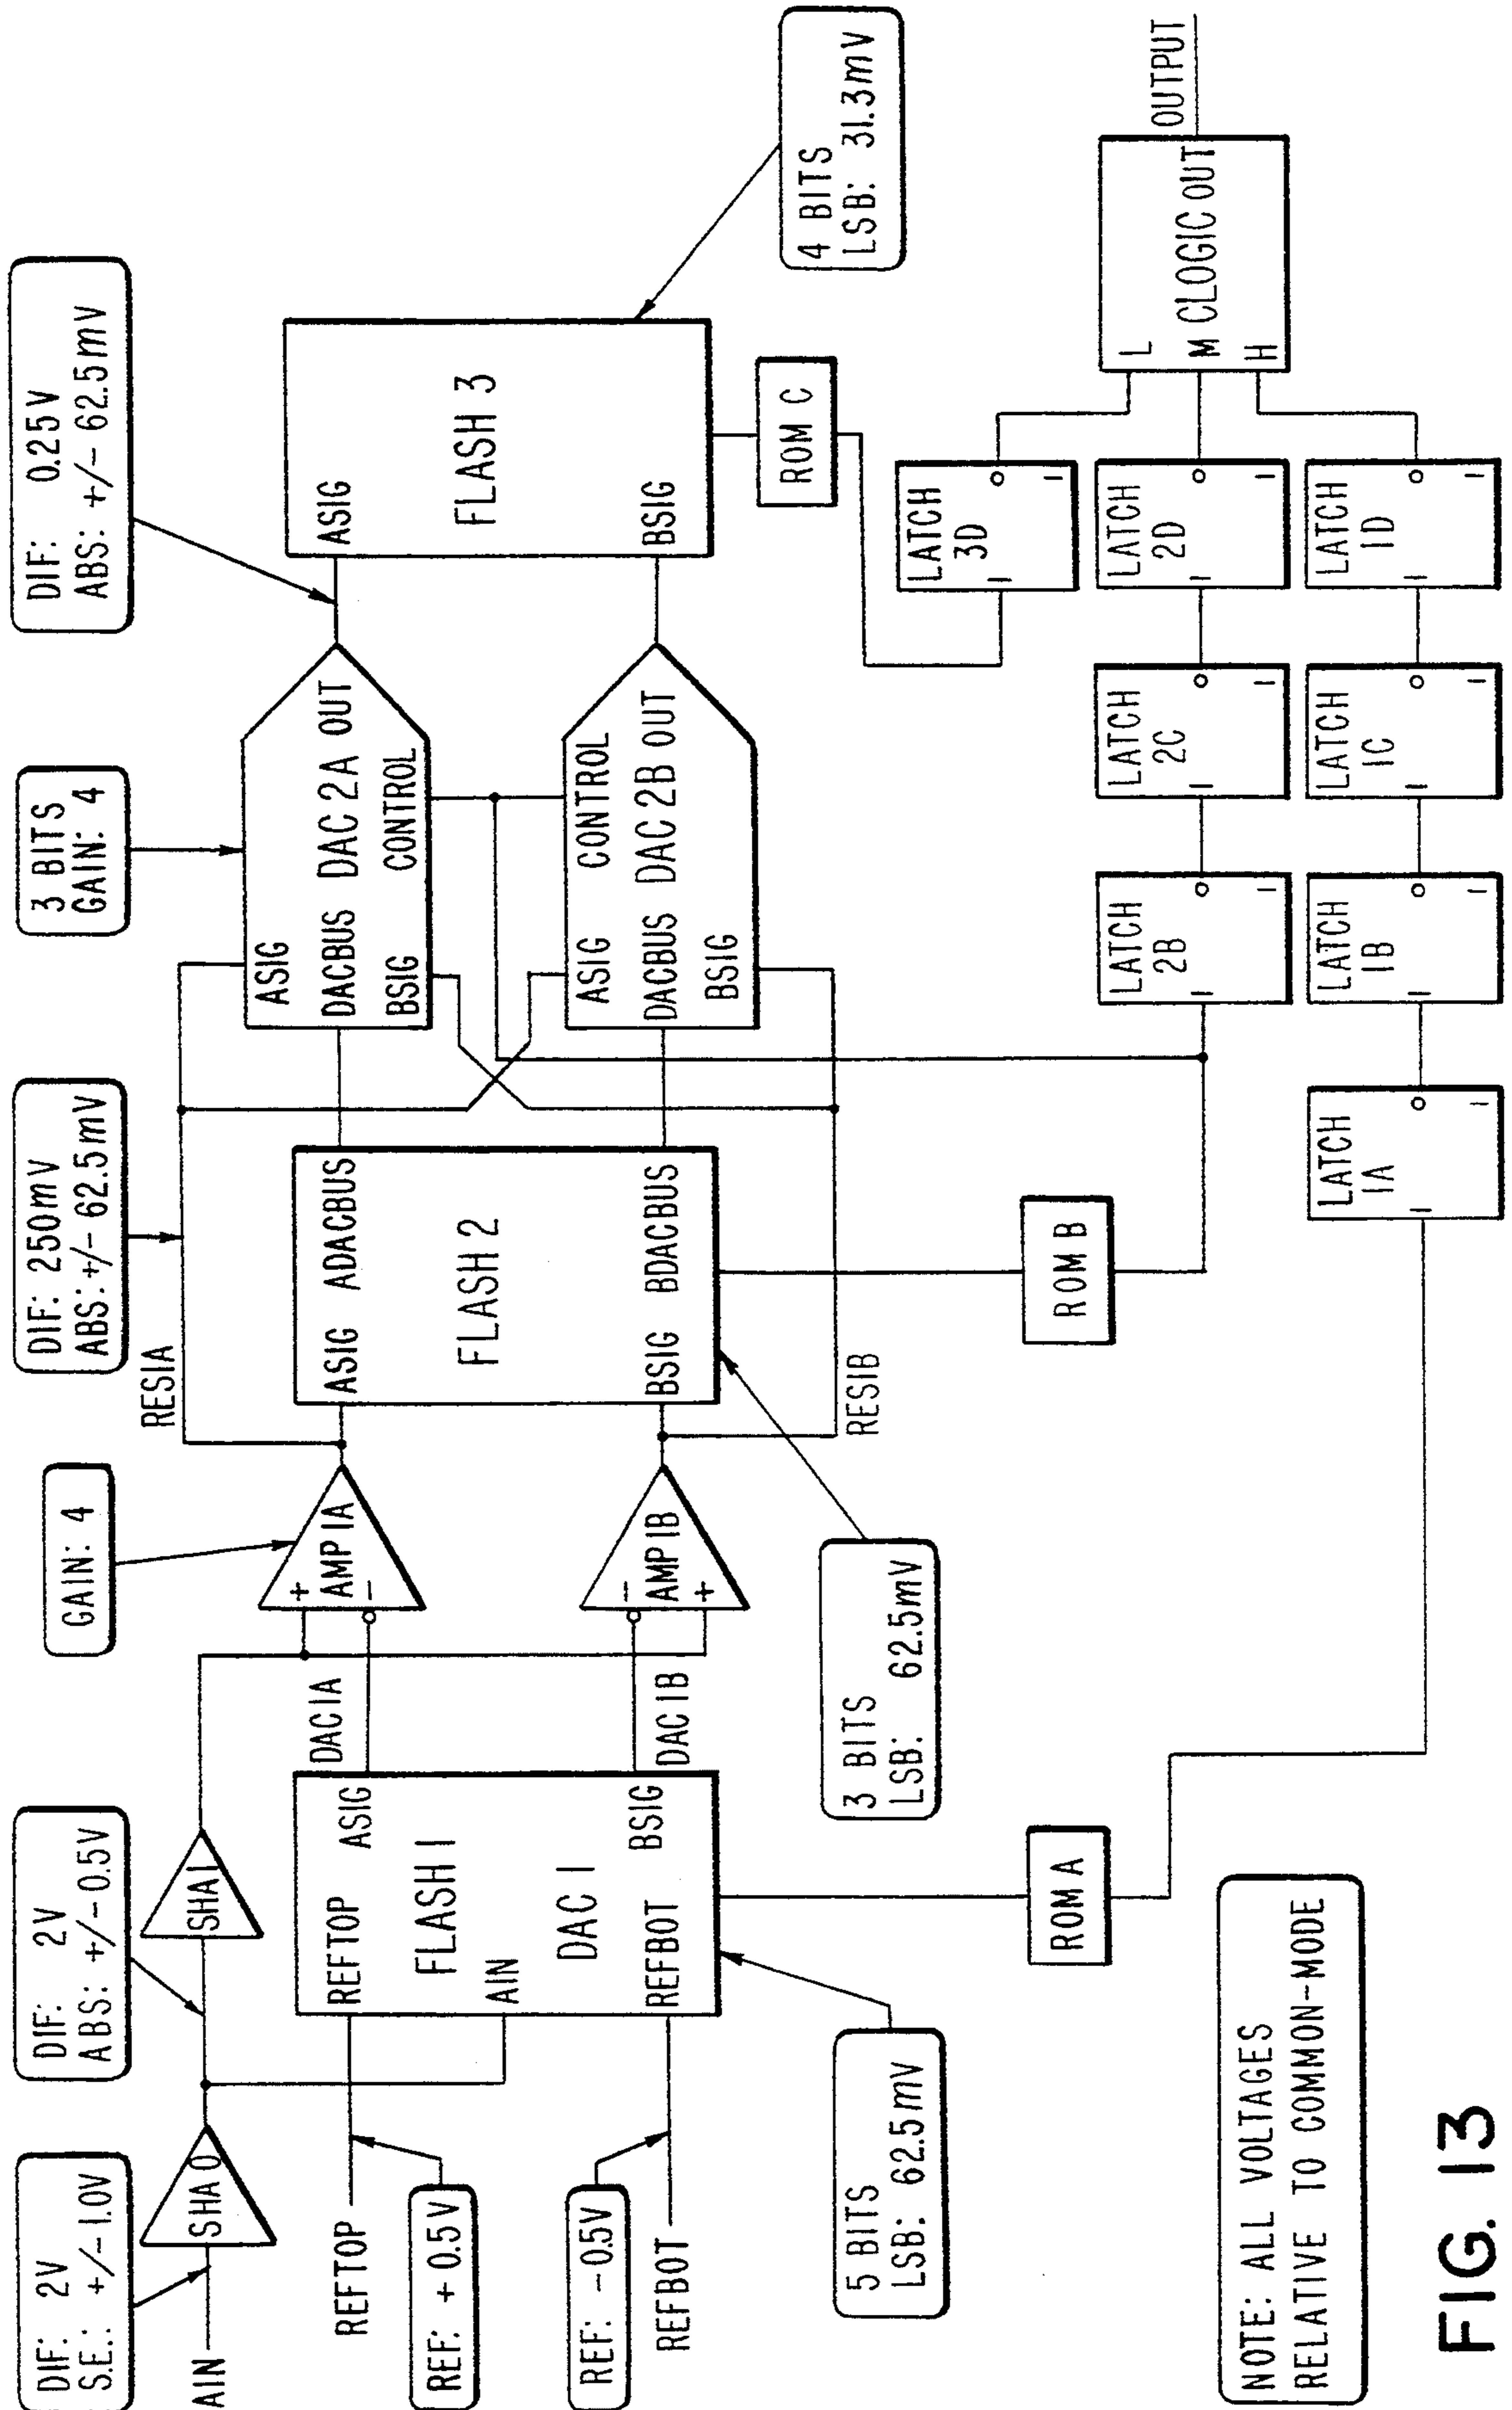 DIF: 2V
S.E.: +/-1.0V
DIF: 2V
ABS: +/-0.5V
GAIN: 4
DIF: 250mV
ABS: +/- 62.5mV
3 BITS
GAIN: 4
DIF: 0.25V
ABS: +/- 62.5mV
AIN
SHA 0
SHA 1
RES1A
REFTOP
REF: + 0.5V
REF: -0.5V
REFBOT
REFTOP
ASIG
FLASH 1
AIN
DAC 1
REFBOT
BSIG
DAC 1A
DAC 1B
+
AMP 1A
-
-
AMP 1B
+
ASIG
ADACBUS
FLASH 2
BSIG
BDACBUS
RES1B
ASIG
DACBUS
DAC 2A
OUT
BSIG
CONTROL
ASIG
CONTROL
DACBUS
DAC 2B
OUT
BSIG
ASIG
FLASH 3
BSIG
5 BITS
LSB: 62.5mV
3 BITS
LSB: 62.5mV
4 BITS
LSB: 31.3mV
ROM A
ROM B
ROM C
LATCH
3D
LATCH
2B
LATCH
2C
LATCH
2D
LATCH
1A
LATCH
1B
LATCH
1C
LATCH
1D
L
M CLOGIC OUT
H
OUTPUT
NOTE: ALL VOLTAGES
RELATIVE TO COMMON-MODE
FIG. 13